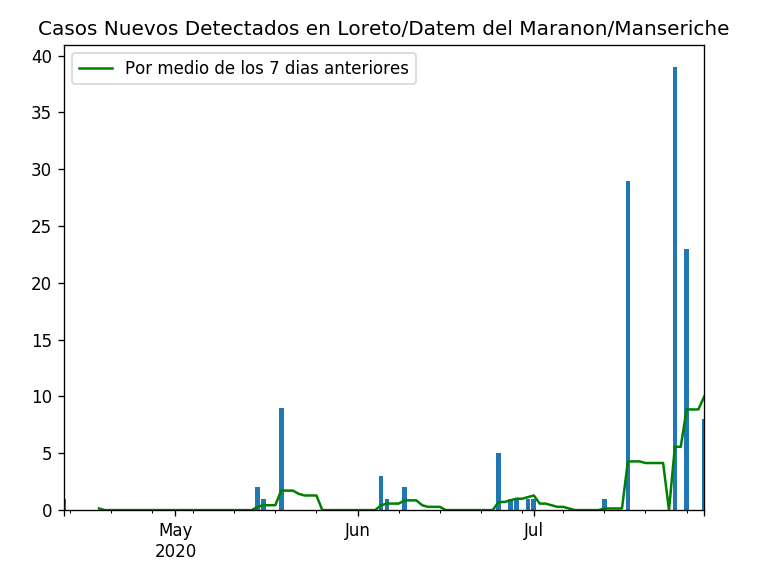 Casos Nuevos Detectados en Loreto/Datem del Maranon/Manseriche
Por medio de los 7 dias anteriores
40
35
30
25
20
15
10
5
0
May
2020
Jun
Jul